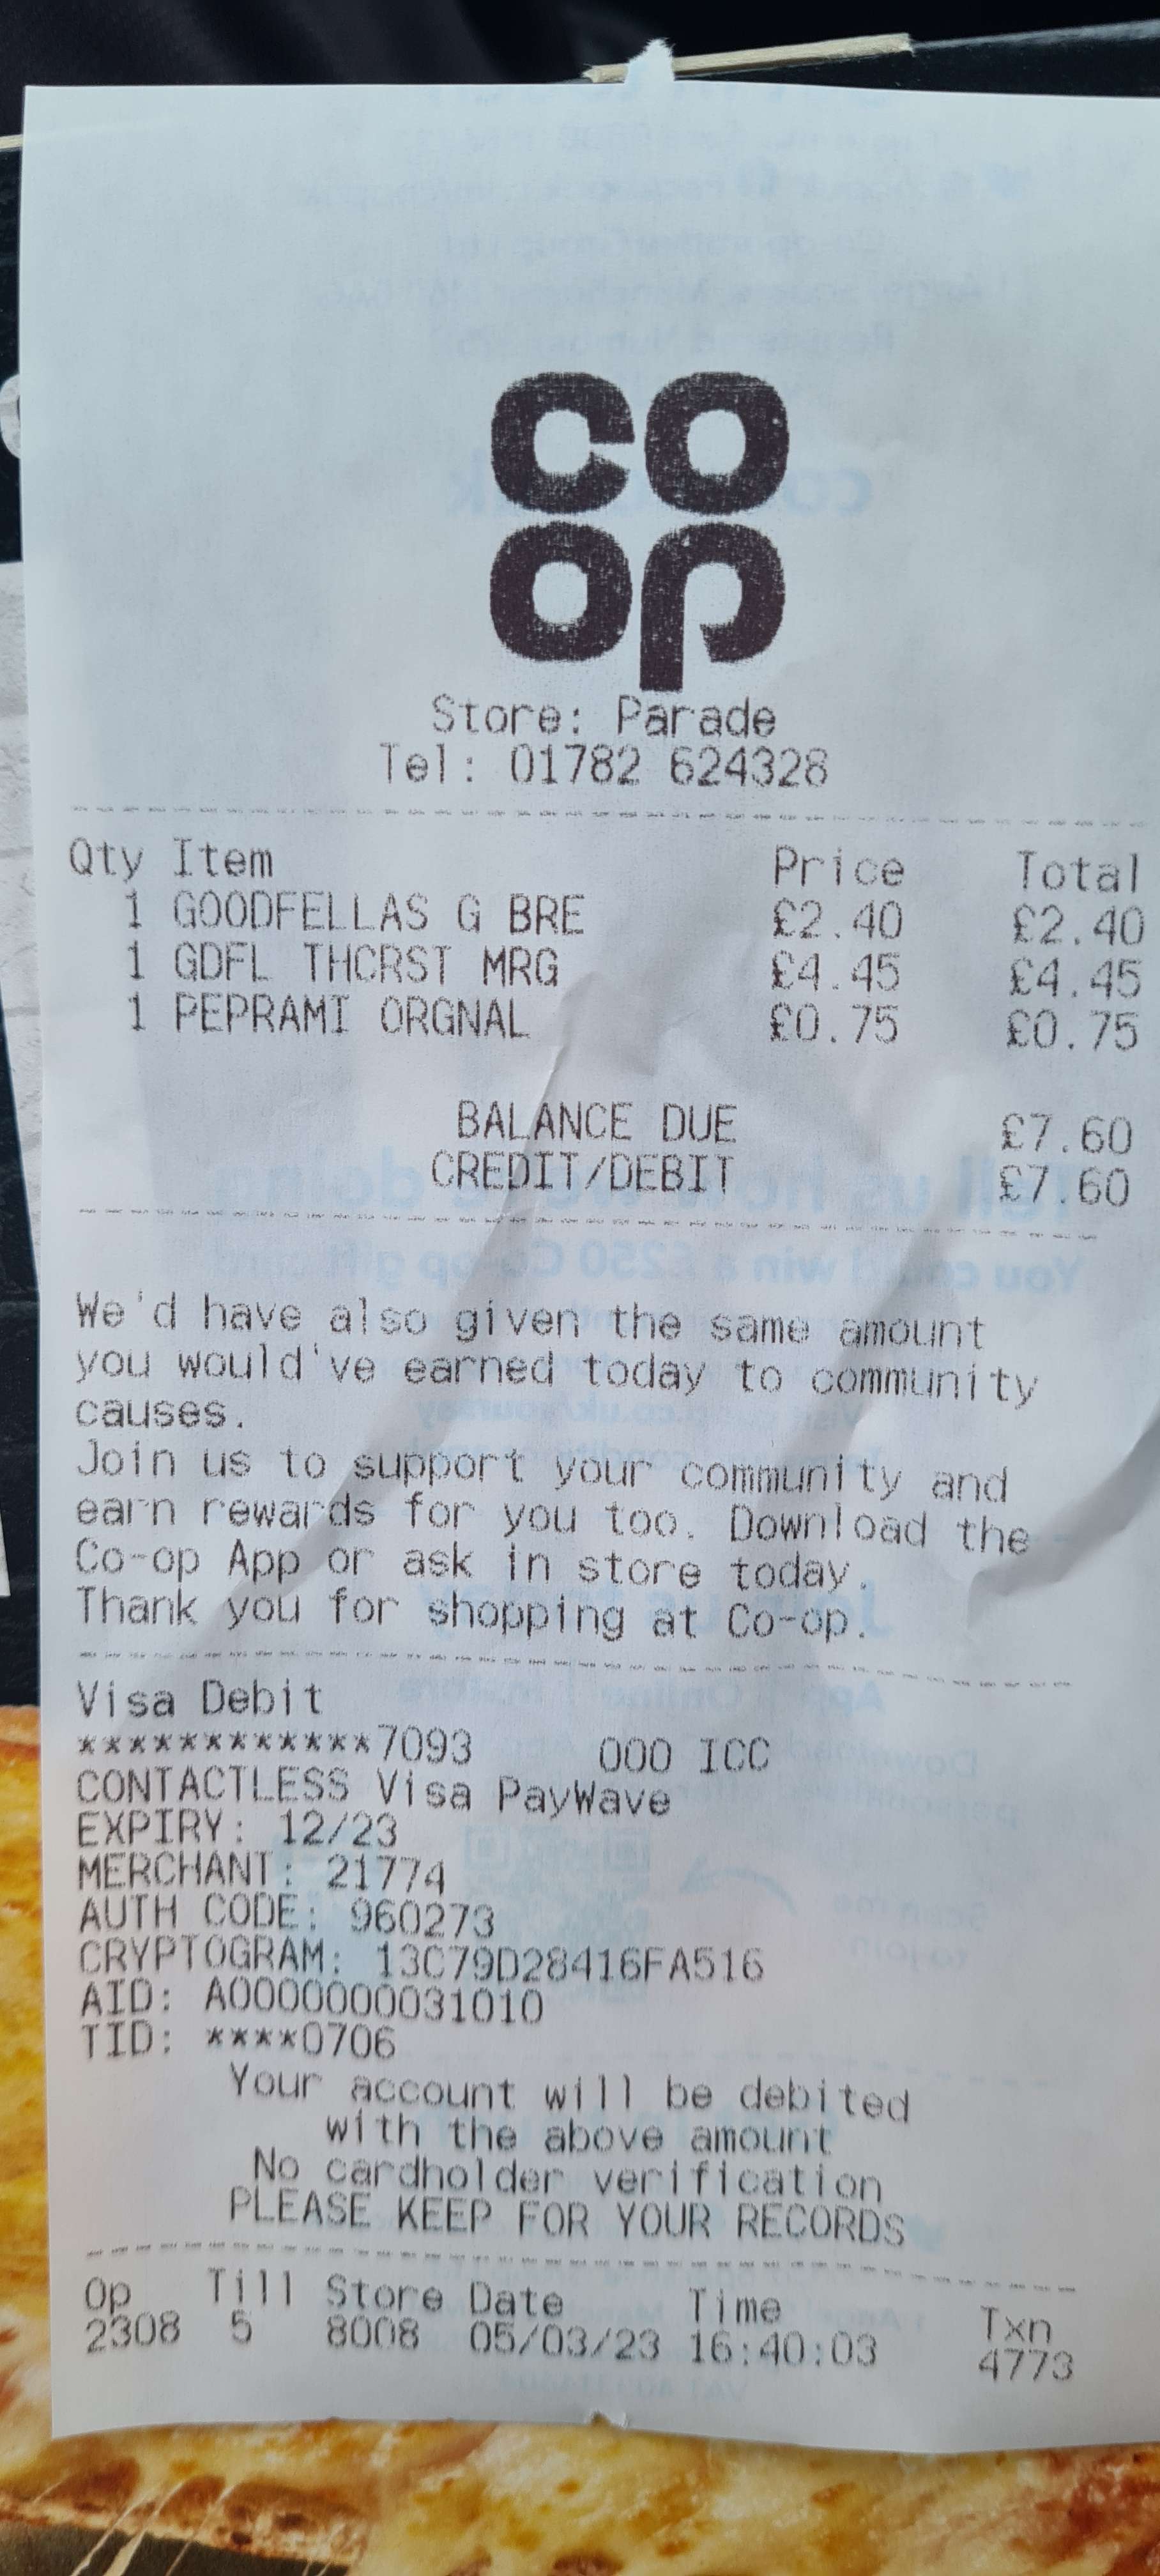 co
op
Store: Parade
Tel: 01782 624328
Qty Item Price Total
1 GOODFELLAS G BRE £2.40 £2.40
1 GDFL THCRST MRG £4.45 £4.45
1 PEPRAMI ORGNAL £0.75 £0.75
BALANCE DUE £7.60
CREDIT/DEBIT £7.60
We'd have also given the same amount
you would've earned today to community
causes.
Join us to support your community and
earn rewards for you too. Download the
Co-op App or ask in store today.
Thank you for shopping at Co-op.
Visa Debit
************7093 000 ICC
CONTACTLESS Visa PayWave
EXPIRY: 12/23
MERCHANT: 21774
AUTH CODE: 960273
CRYPTOGRAM: 13C79D28416FA516
AID: A0000000031010
TID: ****0706
Your account will be debited
with the above amount
No cardholder verification
PLEASE KEEP FOR YOUR RECORDS
Op Till Store Date Time Txn
2308 5 8008 05/03/23 16:40:03 4773